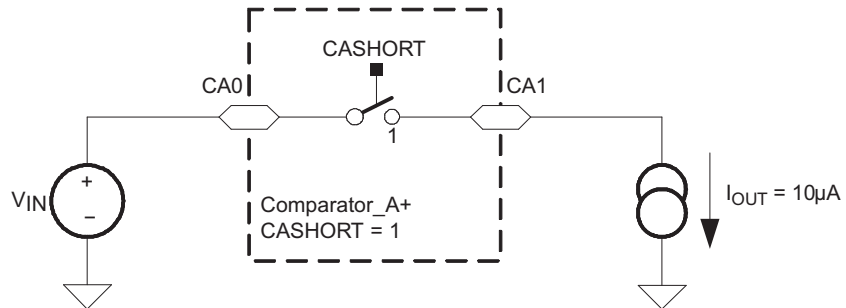 CASHORT
CA0
CA1
1
VIN
+
–
Comparator_A+
CASHORT = 1
IOUT = 10µA